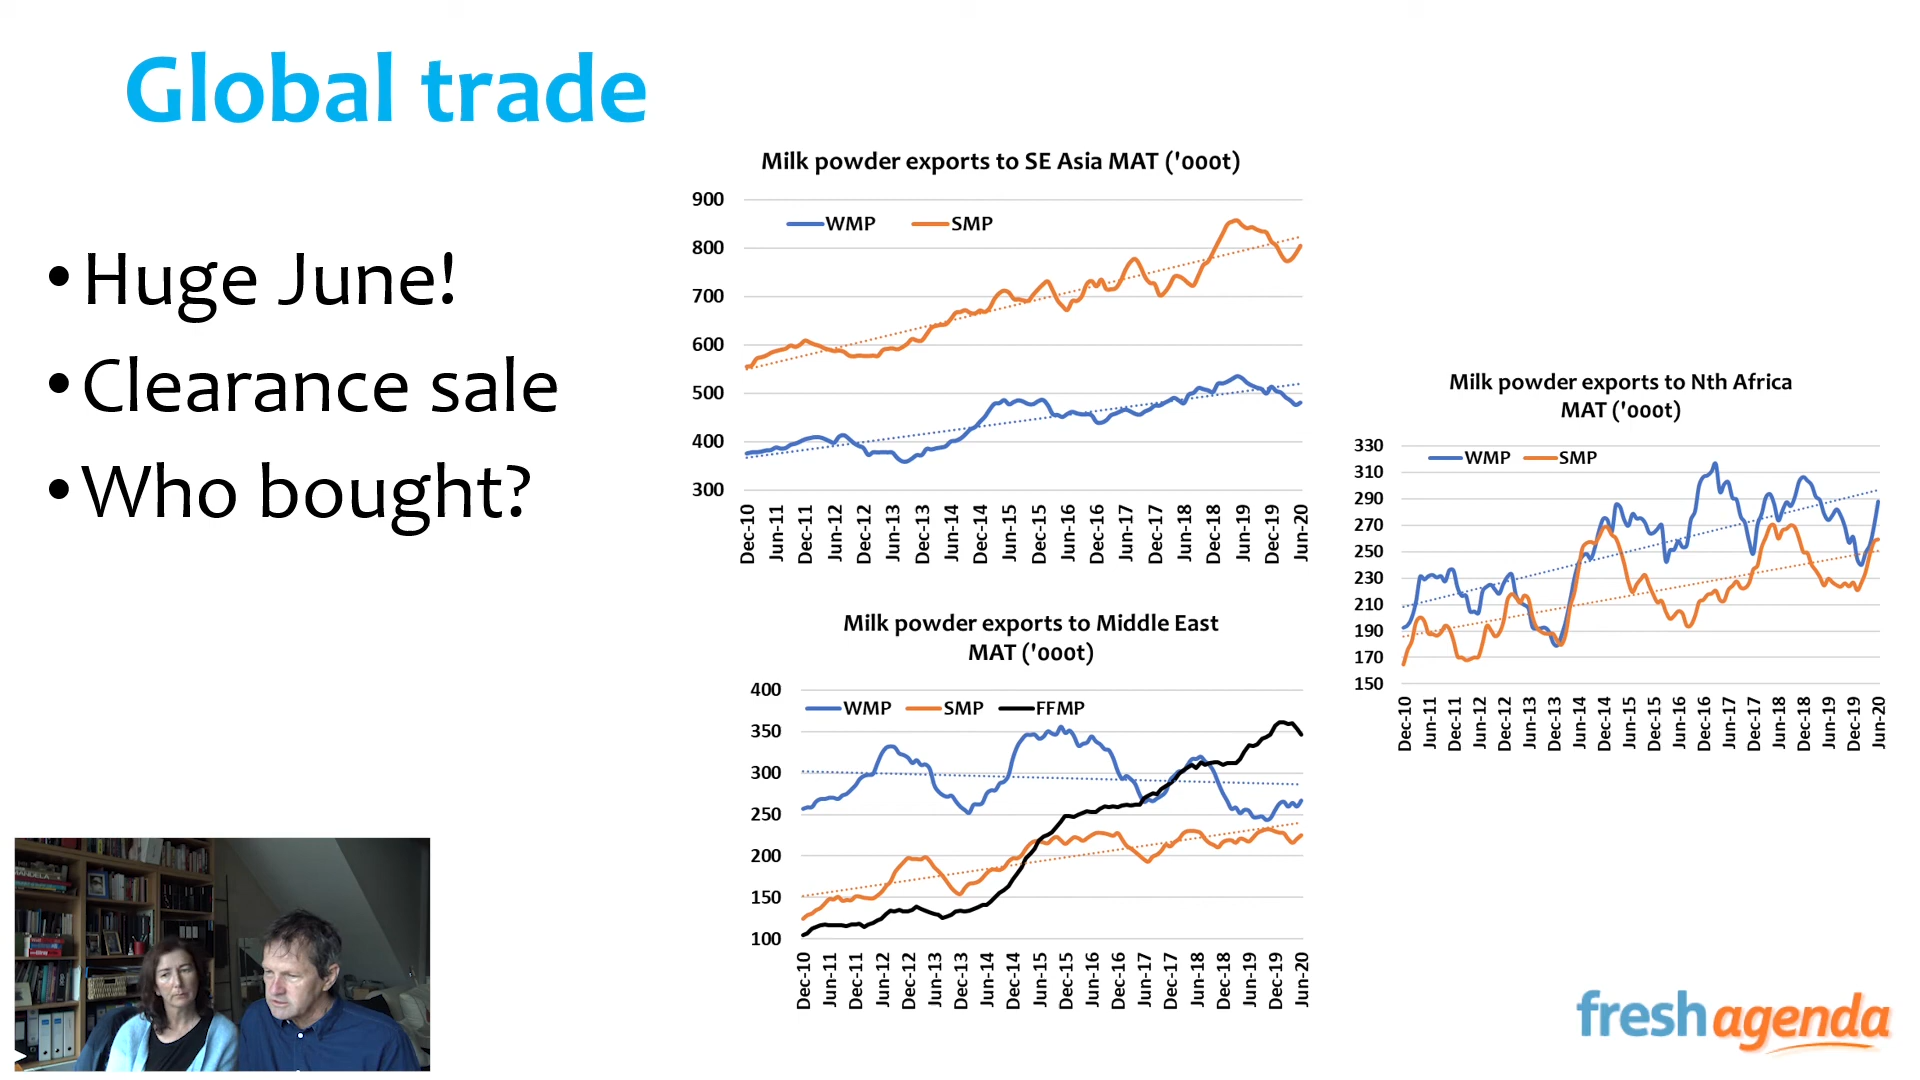 Global trade
•Huge June!
•Clearance sale
•Who bought?
Milk powder exports to SE Asia MAT ('000t)
900
800
700
600
500
400
300
WMP SMP
Dec-10 Jun-11 Dec-11 Jun-12 Dec-12 Jun-13 Dec-13 Jun-14 Dec-14 Jun-15 Dec-15 Jun-16 Dec-16 Jun-17 Dec-17 Jun-18 Dec-18 Jun-19 Dec-19 Jun-20
Milk powder exports to Middle East
MAT ('000t)
400
350
300
250
200
150
100
WMP SMP FFMP
Dec-10 Jun-11 Dec-11 Jun-12 Dec-12 Jun-13 Dec-13 Jun-14 Dec-14 Jun-15 Dec-15 Jun-16 Dec-16 Jun-17 Dec-17 Jun-18 Dec-18 Jun-19 Dec-19 Jun-20
Milk powder exports to Nth Africa
MAT ('000t)
330
310
290
270
250
230
210
190
170
150
WMP SMP
Dec-10 Jun-11 Dec-11 Jun-12 Dec-12 Jun-13 Dec-13 Jun-14 Dec-14 Jun-15 Dec-15 Jun-16 Dec-16 Jun-17 Dec-17 Jun-18 Dec-18 Jun-19 Dec-19 Jun-20
MANDELA
fresh agenda